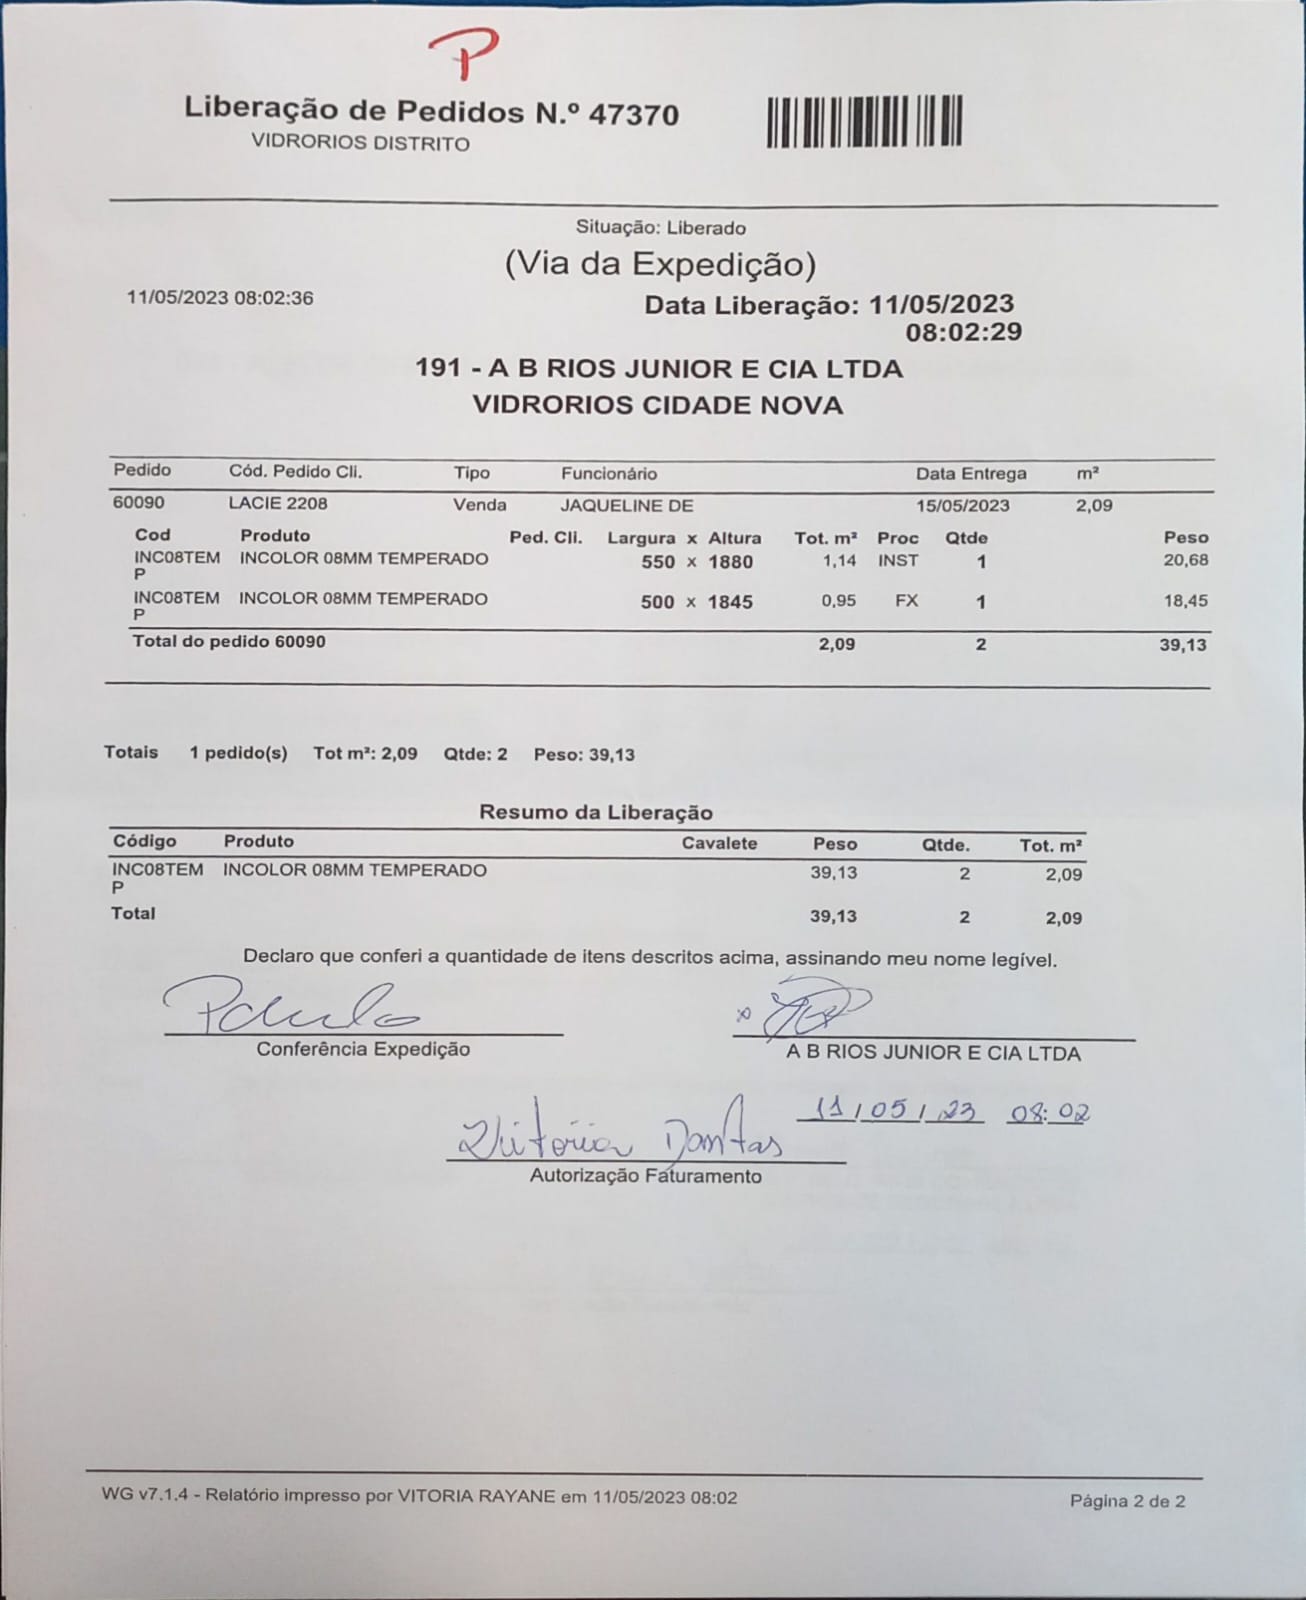 P
Liberação de Pedidos N.º 47370
VIDRORIOS DISTRITO
Situação: Liberado
(Via da Expedição)
11/05/2023 08:02:36
Data Liberação: 11/05/2023
08:02:29
191 - A B RIOS JUNIOR E CIA LTDA
VIDRORIOS CIDADE NOVA
Pedido Cód. Pedido Cli. Tipo Funcionário Data Entrega m²
60090 LACIE 2208 Venda JAQUELINE DE 15/05/2023 2,09
Cod Produto Ped. Cli. Largura x Altura Tot. m² Proc Qtde Peso
INC08TEM INCOLOR 08MM TEMPERADO 550 x 1880 1,14 INST 1 20,68
P
INC08TEM INCOLOR 08MM TEMPERADO 500 x 1845 0,95 FX 1 18,45
P
Total do pedido 60090 2,09 2 39,13
Totais 1 pedido(s) Tot m²: 2,09 Qtde: 2 Peso: 39,13
Resumo da Liberação
Código Produto Cavalete Peso Qtde. Tot. m²
INC08TEM INCOLOR 08MM TEMPERADO 39,13 2 2,09
P
Total 39,13 2 2,09
Declaro que conferi a quantidade de itens descritos acima, assinando meu nome legível.
Paulo x
Conferência Expedição A B RIOS JUNIOR E CIA LTDA
11/05/23 08:02
Vitória Dantas
Autorização Faturamento
WG v7.1.4 - Relatório impresso por VITORIA RAYANE em 11/05/2023 08:02
Página 2 de 2